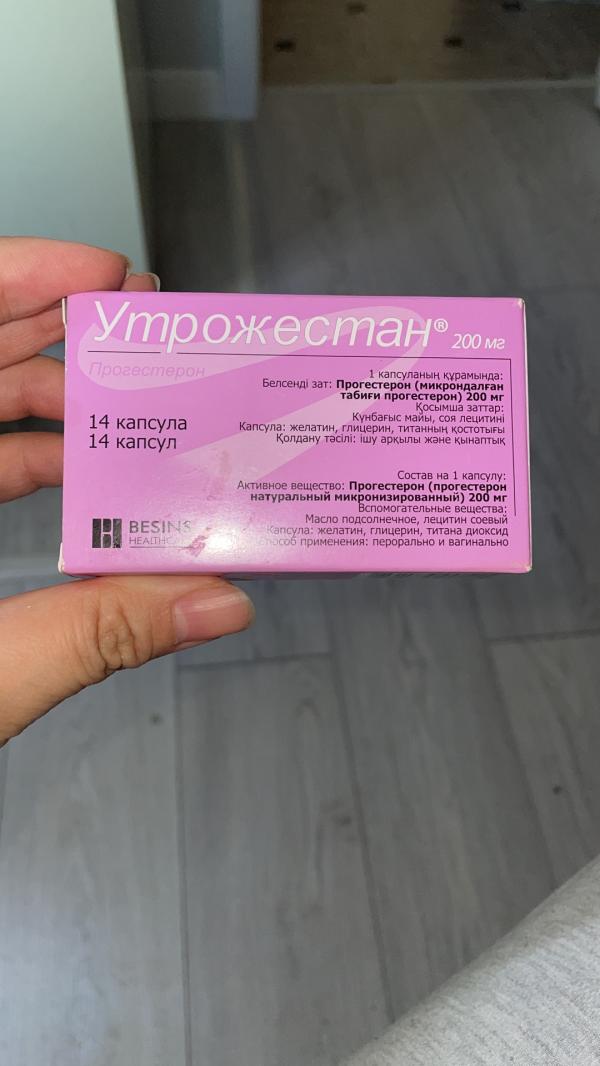 Утрожестан® 200 мг
Прогестерон
14 капсула
14 капсул
1 капсуланың құрамында:
Белсенді зат: Прогестерон (микрондалған
табиғи прогестерон) 200 мг
Қосымша заттар:
Күнбағыс майы, соя лецитині
Капсула: желатин, глицерин, титанның қостотығы
Қолдану тәсілі: ішу арқылы және қынаптық
Состав на 1 капсулу:
Активное вещество: Прогестерон (прогестерон
натуральный микронизированный) 200 мг
Вспомогательные вещества:
Масло подсолнечное, лецитин соевый
Капсула: желатин, глицерин, титана диоксид
Способ применения: перорально и вагинально
BESINS